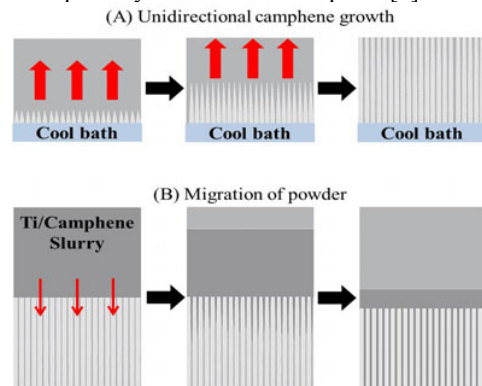 (A) Unidirectional camphene growth
Cool bath
Cool bath
Cool bath
(B) Migration of powder
Ti/Camphene
Slurry